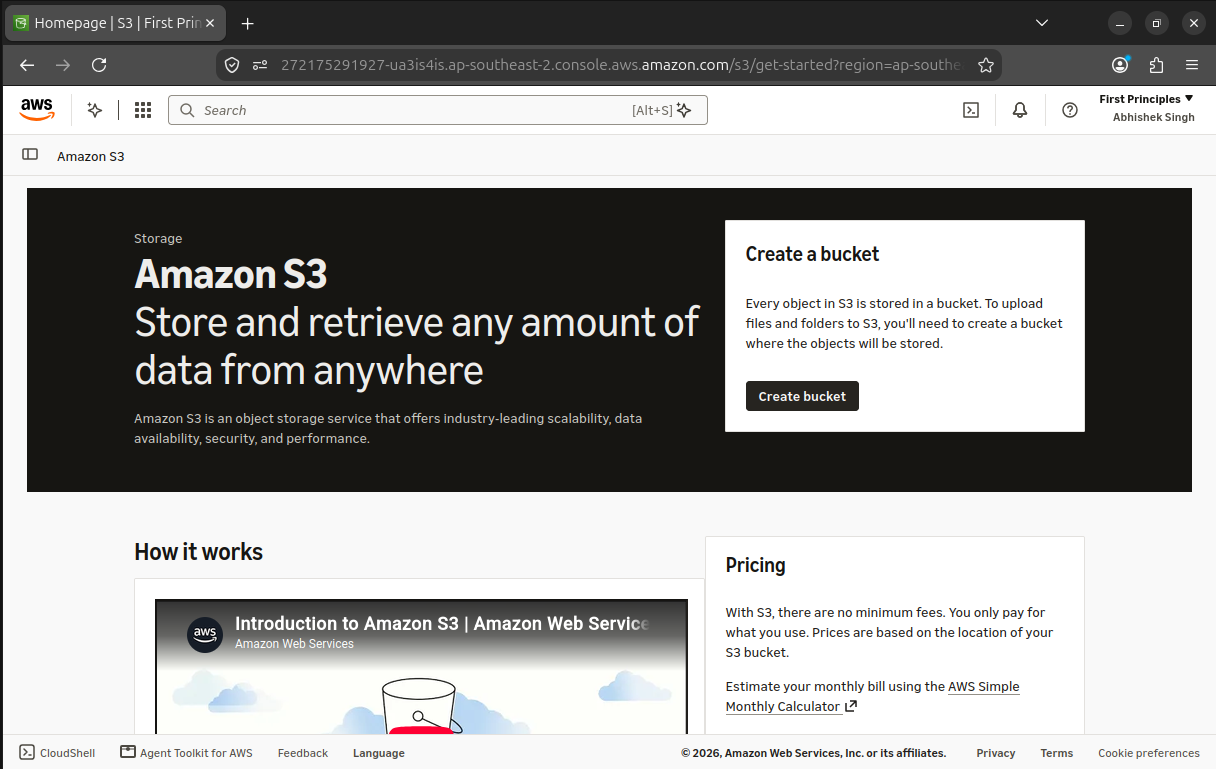 Homepage | S3 | First Prin
272175291927-ua3is4is.ap-southeast-2.console.aws.amazon.com/s3/get-started?region=ap-southe
aws
Search
[Alt+S]
First Principles
Abhishek Singh
Amazon S3
Storage
Amazon S3
Store and retrieve any amount of
data from anywhere
Amazon S3 is an object storage service that offers industry-leading scalability, data
availability, security, and performance.
Create a bucket
Every object in S3 is stored in a bucket. To upload
files and folders to S3, you'll need to create a bucket
where the objects will be stored.
Create bucket
How it works
aws
Introduction to Amazon S3 | Amazon Web Service
Amazon Web Services
Pricing
With S3, there are no minimum fees. You only pay for
what you use. Prices are based on the location of your
S3 bucket.
Estimate your monthly bill using the AWS Simple
Monthly Calculator
CloudShell
Agent Toolkit for AWS
Feedback
Language
© 2026, Amazon Web Services, Inc. or its affiliates.
Privacy
Terms
Cookie preferences